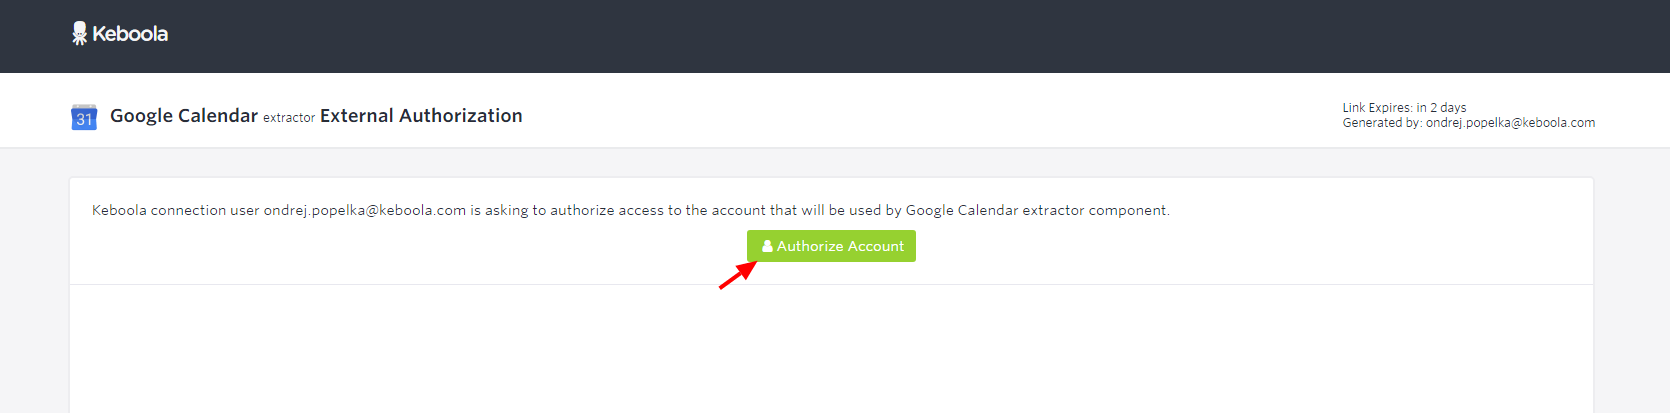 Keboola
31
Google Calendar extractor External Authorization
Link Expires: in 2 days
Generated by: ondrej.popelka@keboola.com
Keboola connection user ondrej.popelka@keboola.com is asking to authorize access to the account that will be used by Google Calendar extractor component.
Authorize Account